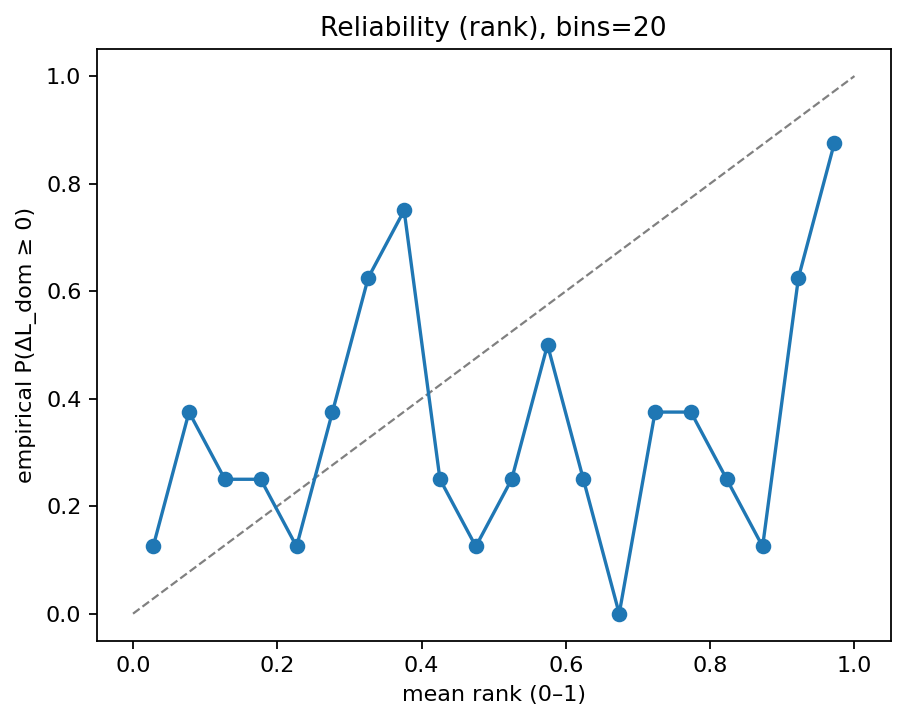 Reliability (rank), bins=20
empirical P(ΔL_dom ≥ 0)
1.0
0.8
0.6
0.4
0.2
0.0
0.0 0.2 0.4 0.6 0.8 1.0
mean rank (0–1)